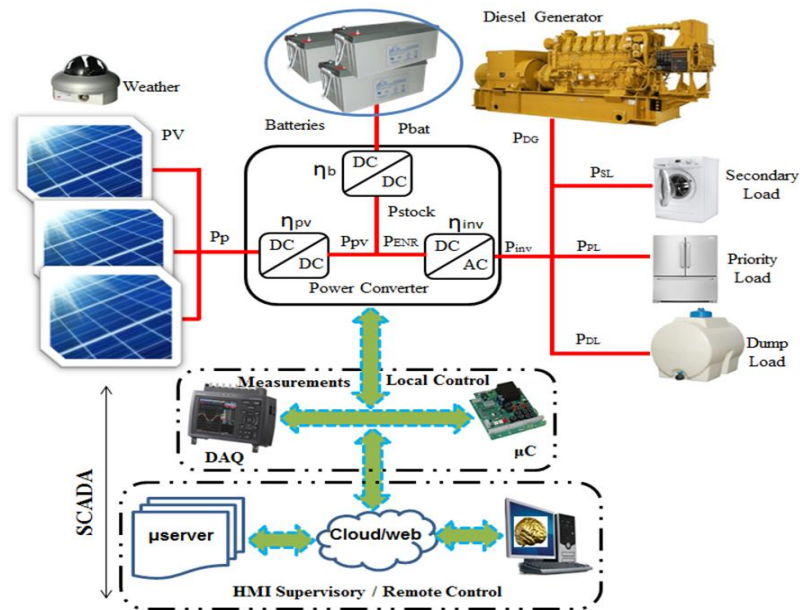 Diesel Generator
Weather
PV
Batteries
Pbat
PDG
ηb
DC
DC
PSL
Secondary
Load
Pstock
ηpv
ηinv
Pp
DC
DC
Ppv
PENR
DC
AC
Pinv
PPL
Priority
Load
Power Converter
PDL
Dump
Load
Measurements
Local Control
DAQ
µC
SCADA
µserver
Cloud/web
HMI Supervisory / Remote Control